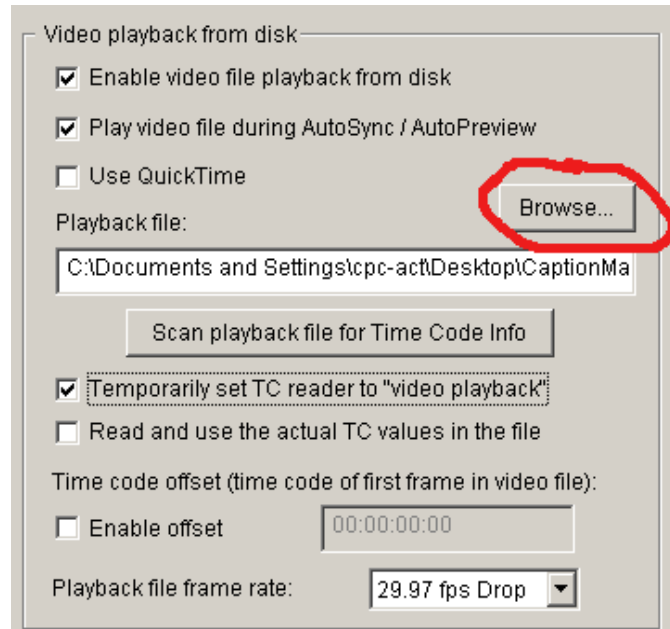 Video playback from disk
Enable video file playback from disk
Play video file during AutoSync / AutoPreview
Use QuickTime
Browse...
Playback file:
C:\Documents and Settings\cpc-act\Desktop\CaptionMa
Scan playback file for Time Code Info
Temporarily set TC reader to "video playback"
Read and use the actual TC values in the file
Time code offset (time code of first frame in video file):
Enable offset 00:00:00:00
Playback file frame rate: 29.97 fps Drop